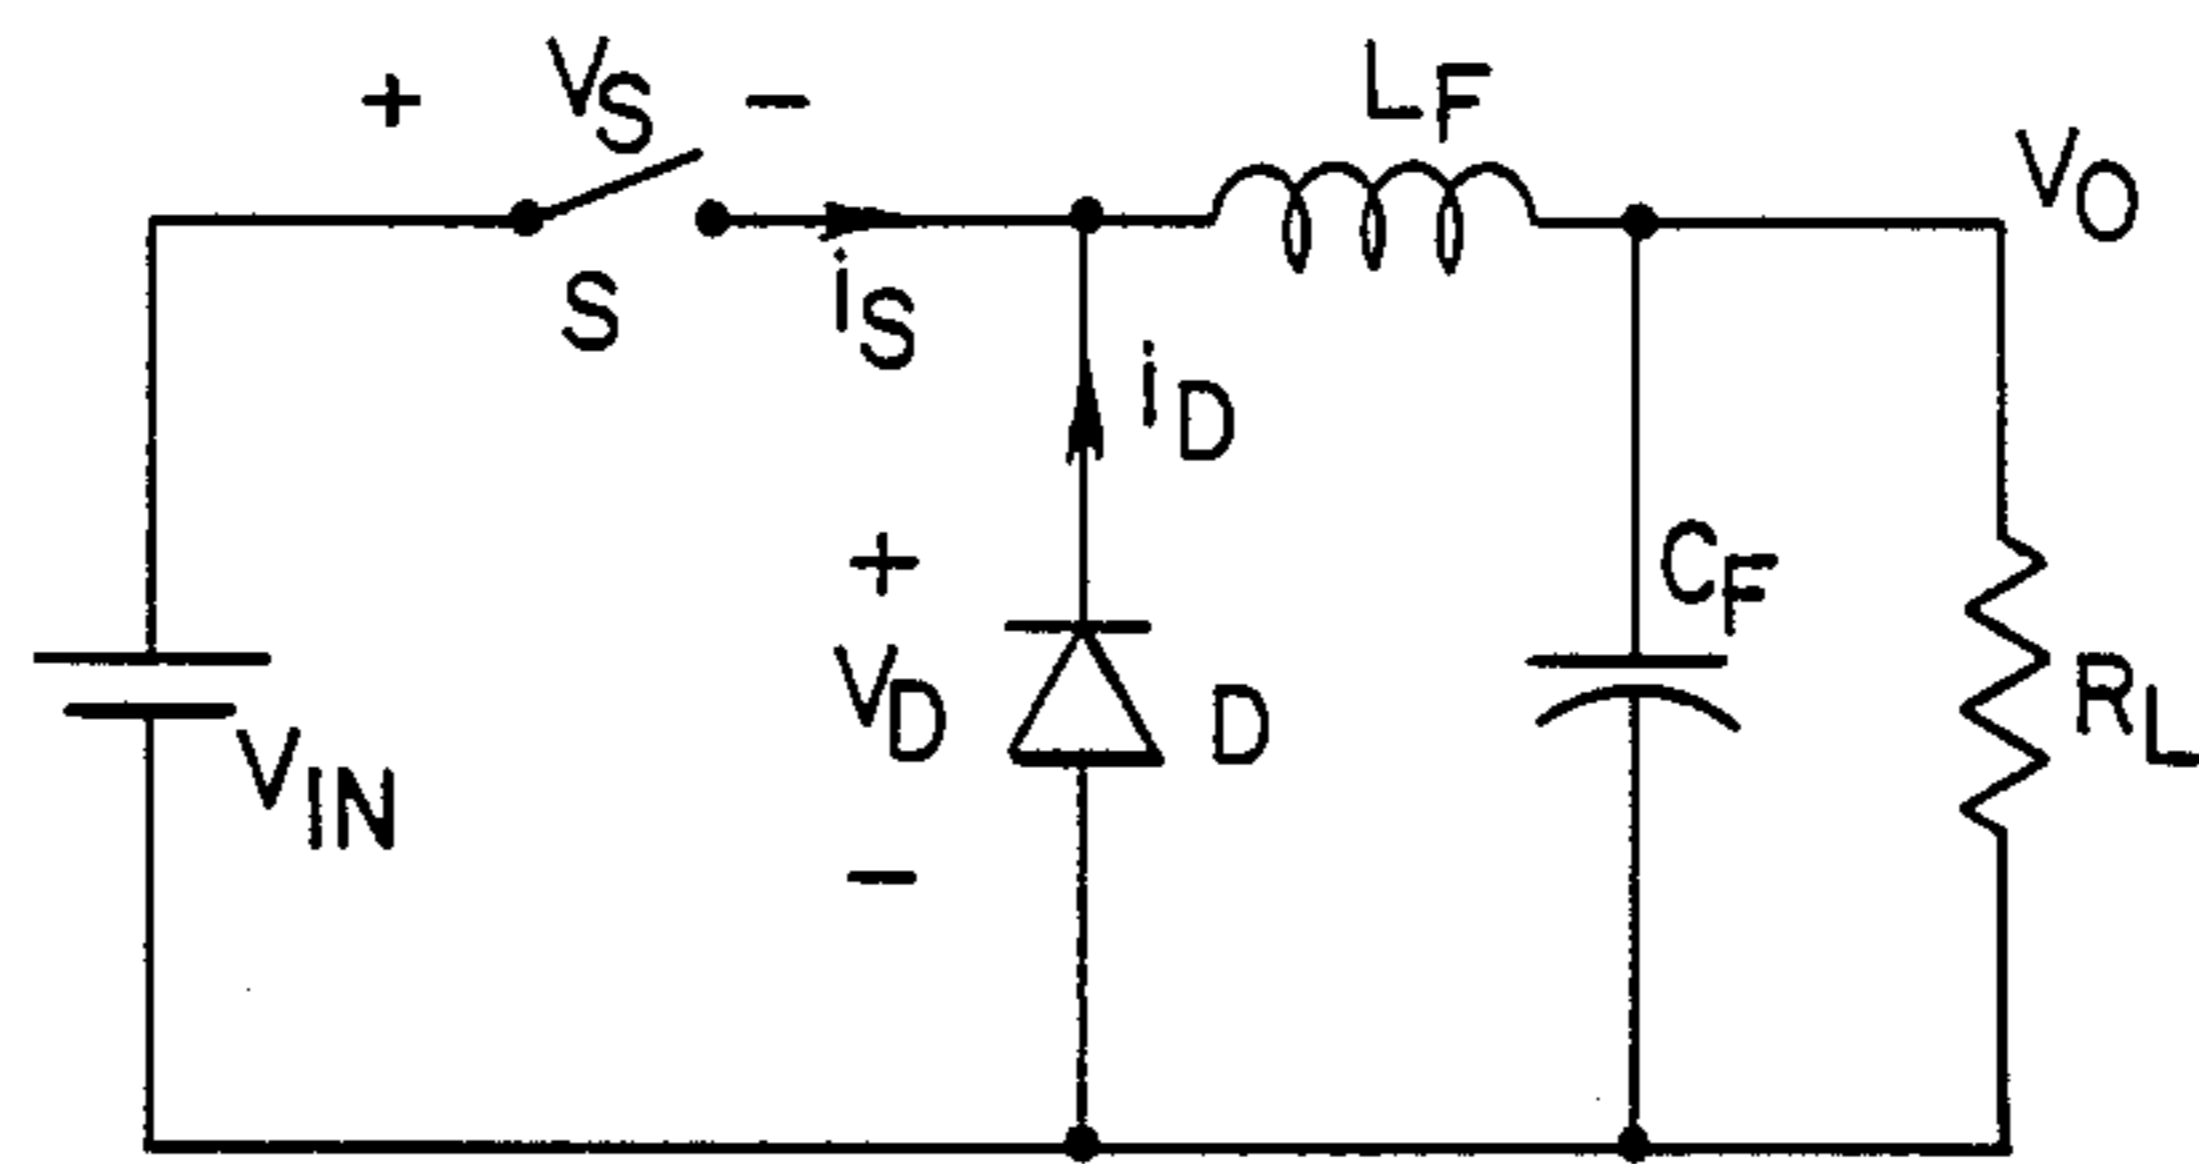 + VS −
LF
VO
S
iS
iD
+
CF
VD
D
RL
VIN
−